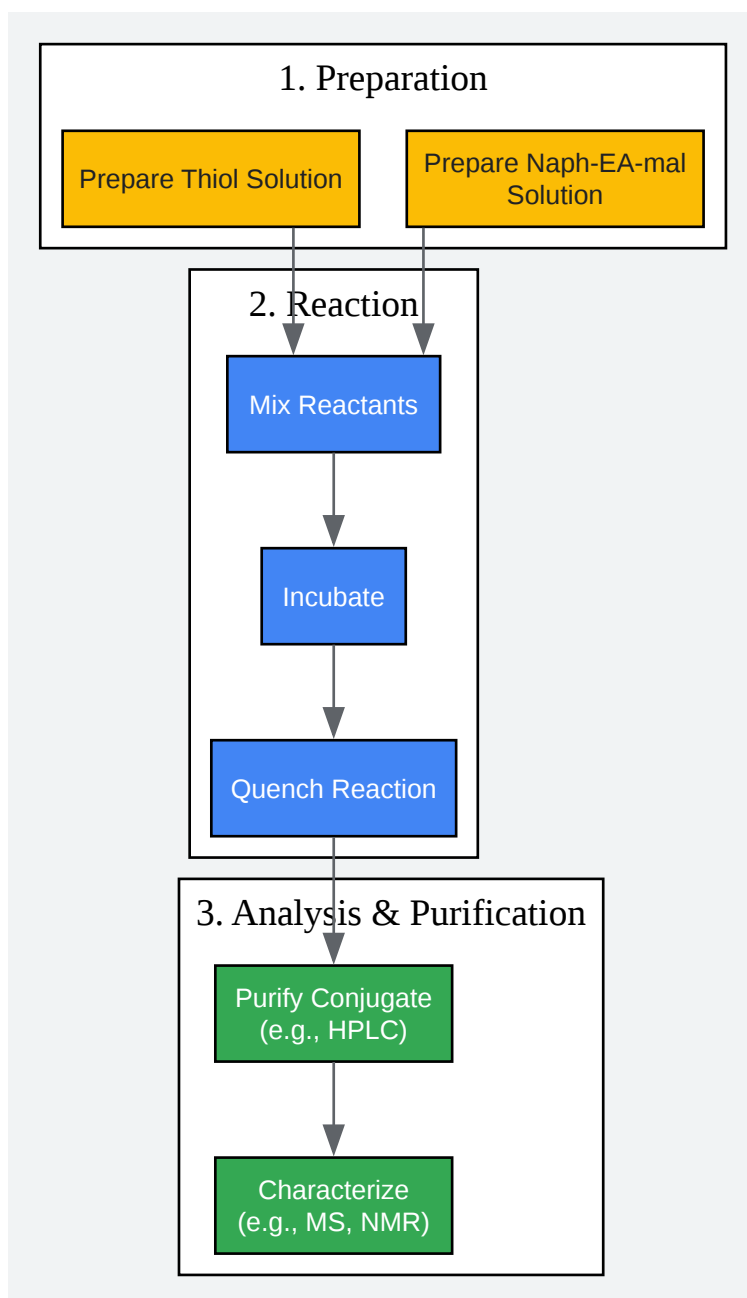 1. Preparation
Prepare Thiol Solution
Prepare Naph-EA-mal
Solution
2. Reaction
Mix Reactants
Incubate
Quench Reaction
3. Analysis & Purification
Purify Conjugate
(e.g., HPLC)
Characterize
(e.g., MS, NMR)